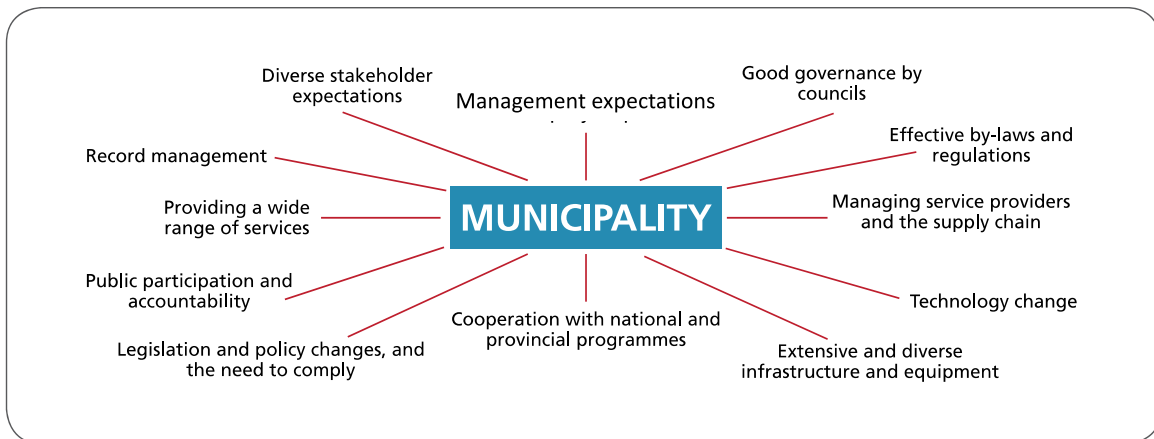 Diverse stakeholder
expectations
Management expectations
Good governance by
councils
Record management
Effective by-laws and
regulations
Providing a wide
range of services
MUNICIPALITY
Managing service providers
and the supply chain
Public participation and
accountability
Technology change
Legislation and policy changes, and
the need to comply
Cooperation with national and
provincial programmes
Extensive and diverse
infrastructure and equipment